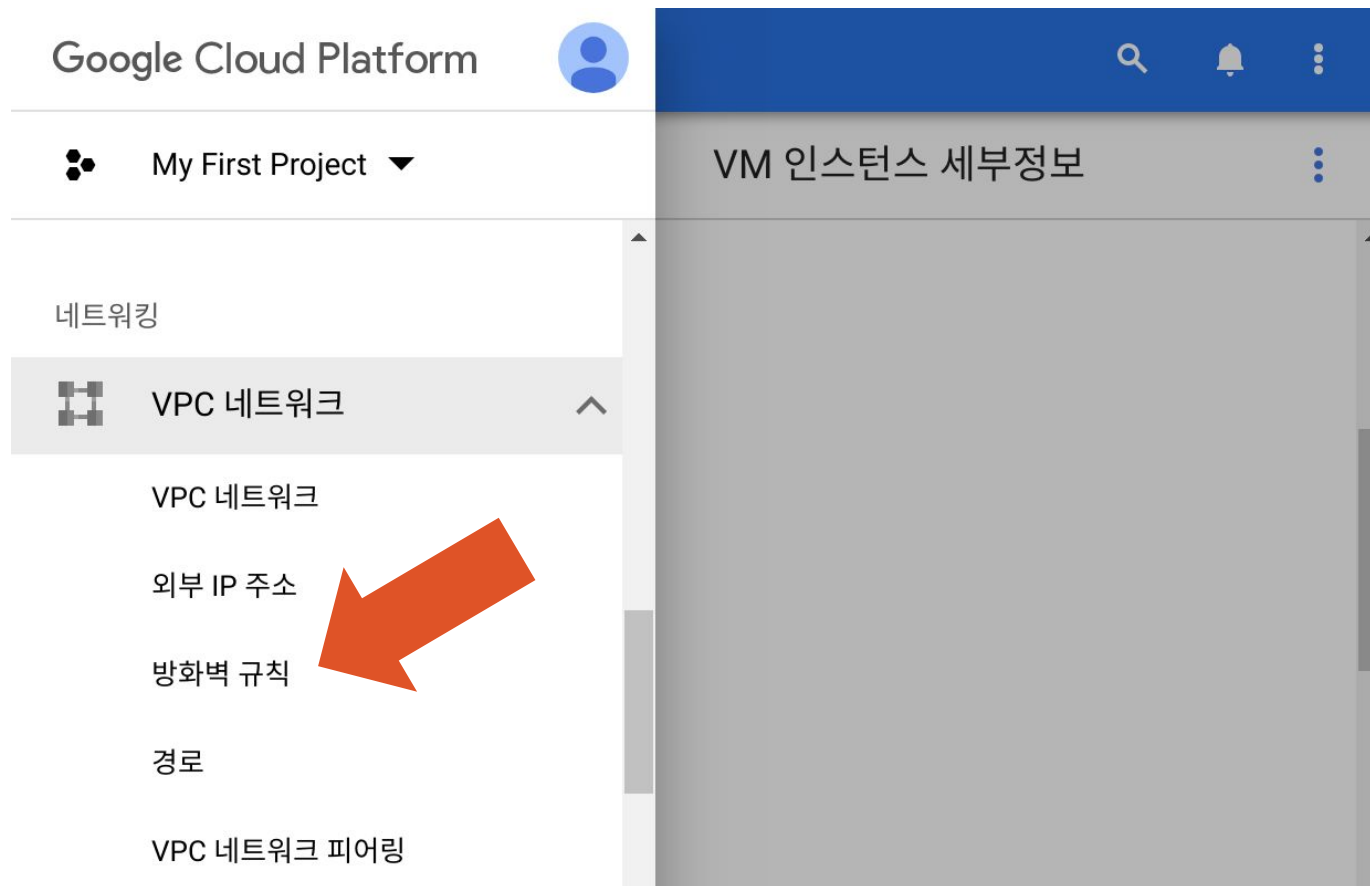 Google Cloud Platform
My First Project
VM 인스턴스 세부정보
네트워킹
VPC 네트워크
VPC 네트워크
외부 IP 주소
방화벽 규칙
경로
VPC 네트워크 피어링